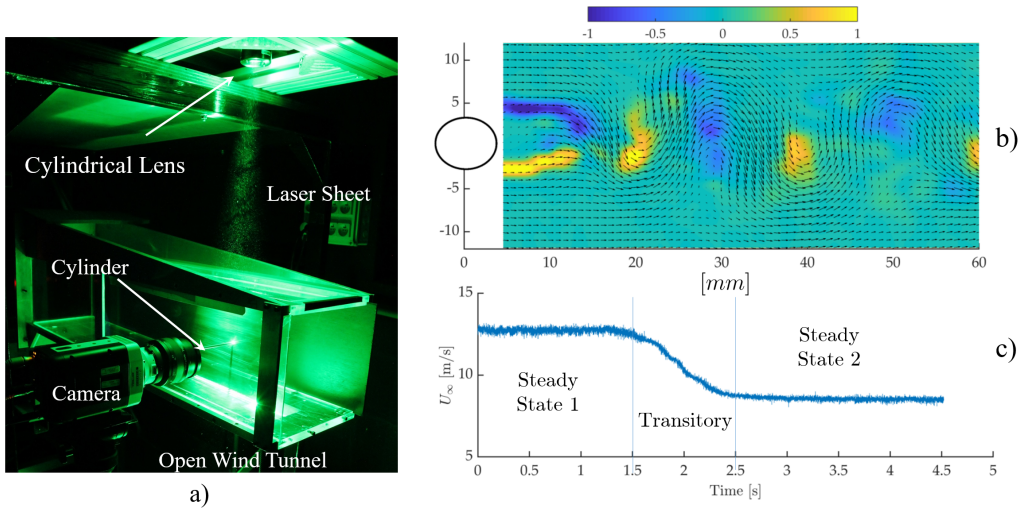 Cylindrical Lens
Laser Sheet
Cylinder
Camera
Open Wind Tunnel
a)
-1 -0.5 0 0.5 1
10
5
0
-5
-10
0 10 20 30 40 50 60
[mm]
b)
15
10
5
U∞ [m/s]
Steady
State 1
Transitory
Steady
State 2
0 0.5 1 1.5 2 2.5 3 3.5 4 4.5 5
Time [s]
c)